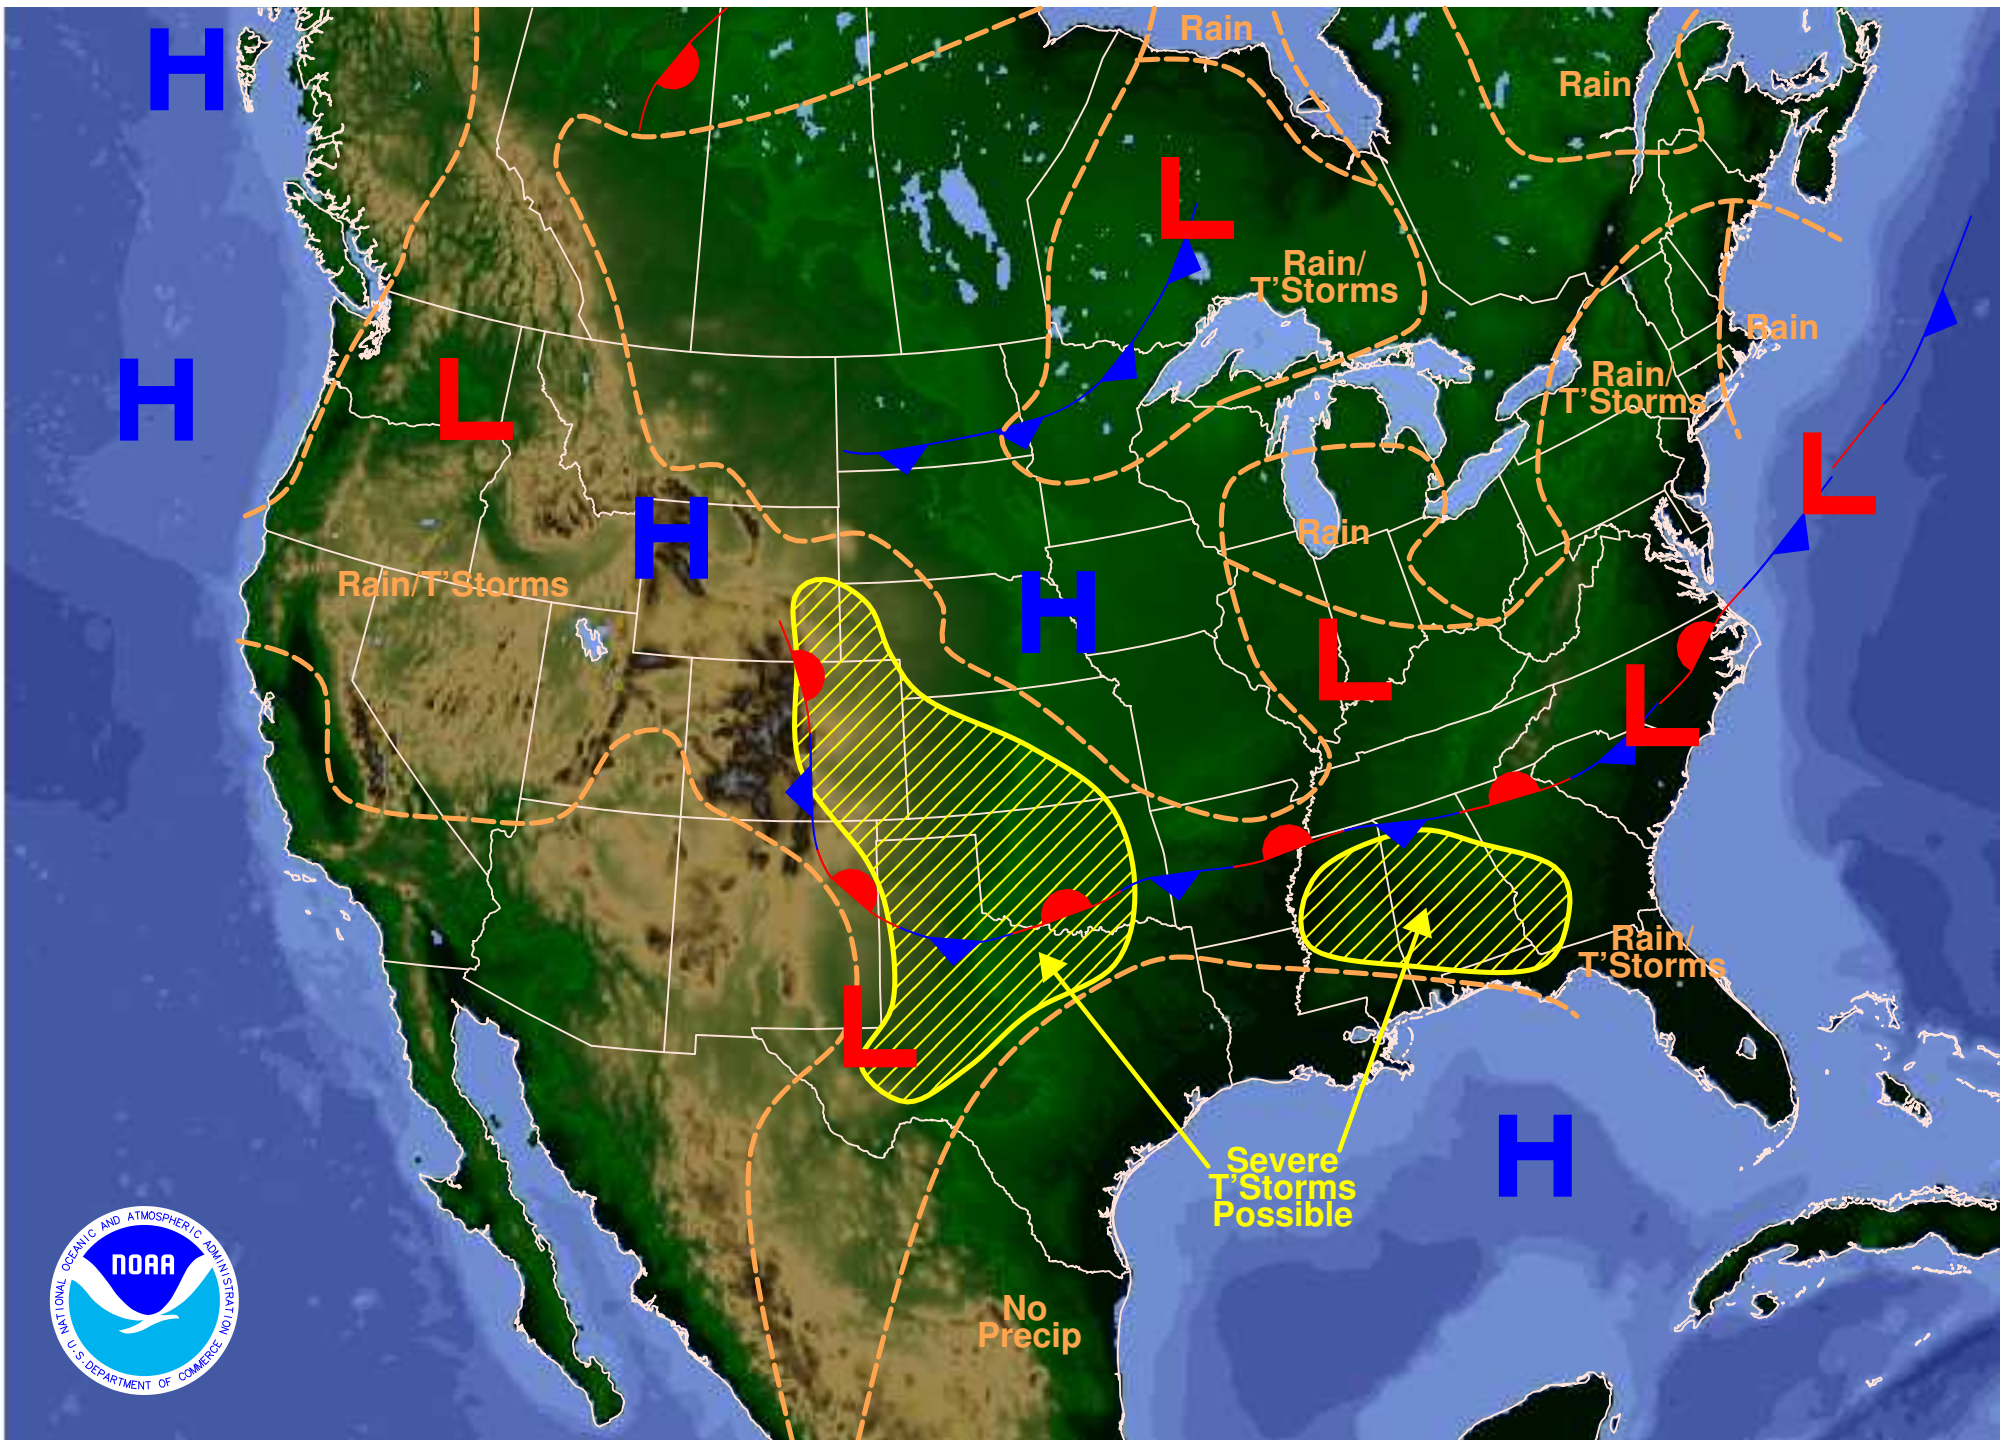 Rain
H
Rain
L
Rain/
T'Storms
Rain
H
L
Rain/
T'Storms
L
H
Rain
Rain/T'Storms
H
L
L
Rain/
T'Storms
L
Severe
T'Storms
Possible
H
No
Precip
NATIONAL OCEANIC AND ATMOSPHERIC ADMINISTRATION
NOAA
U.S. DEPARTMENT OF COMMERCE